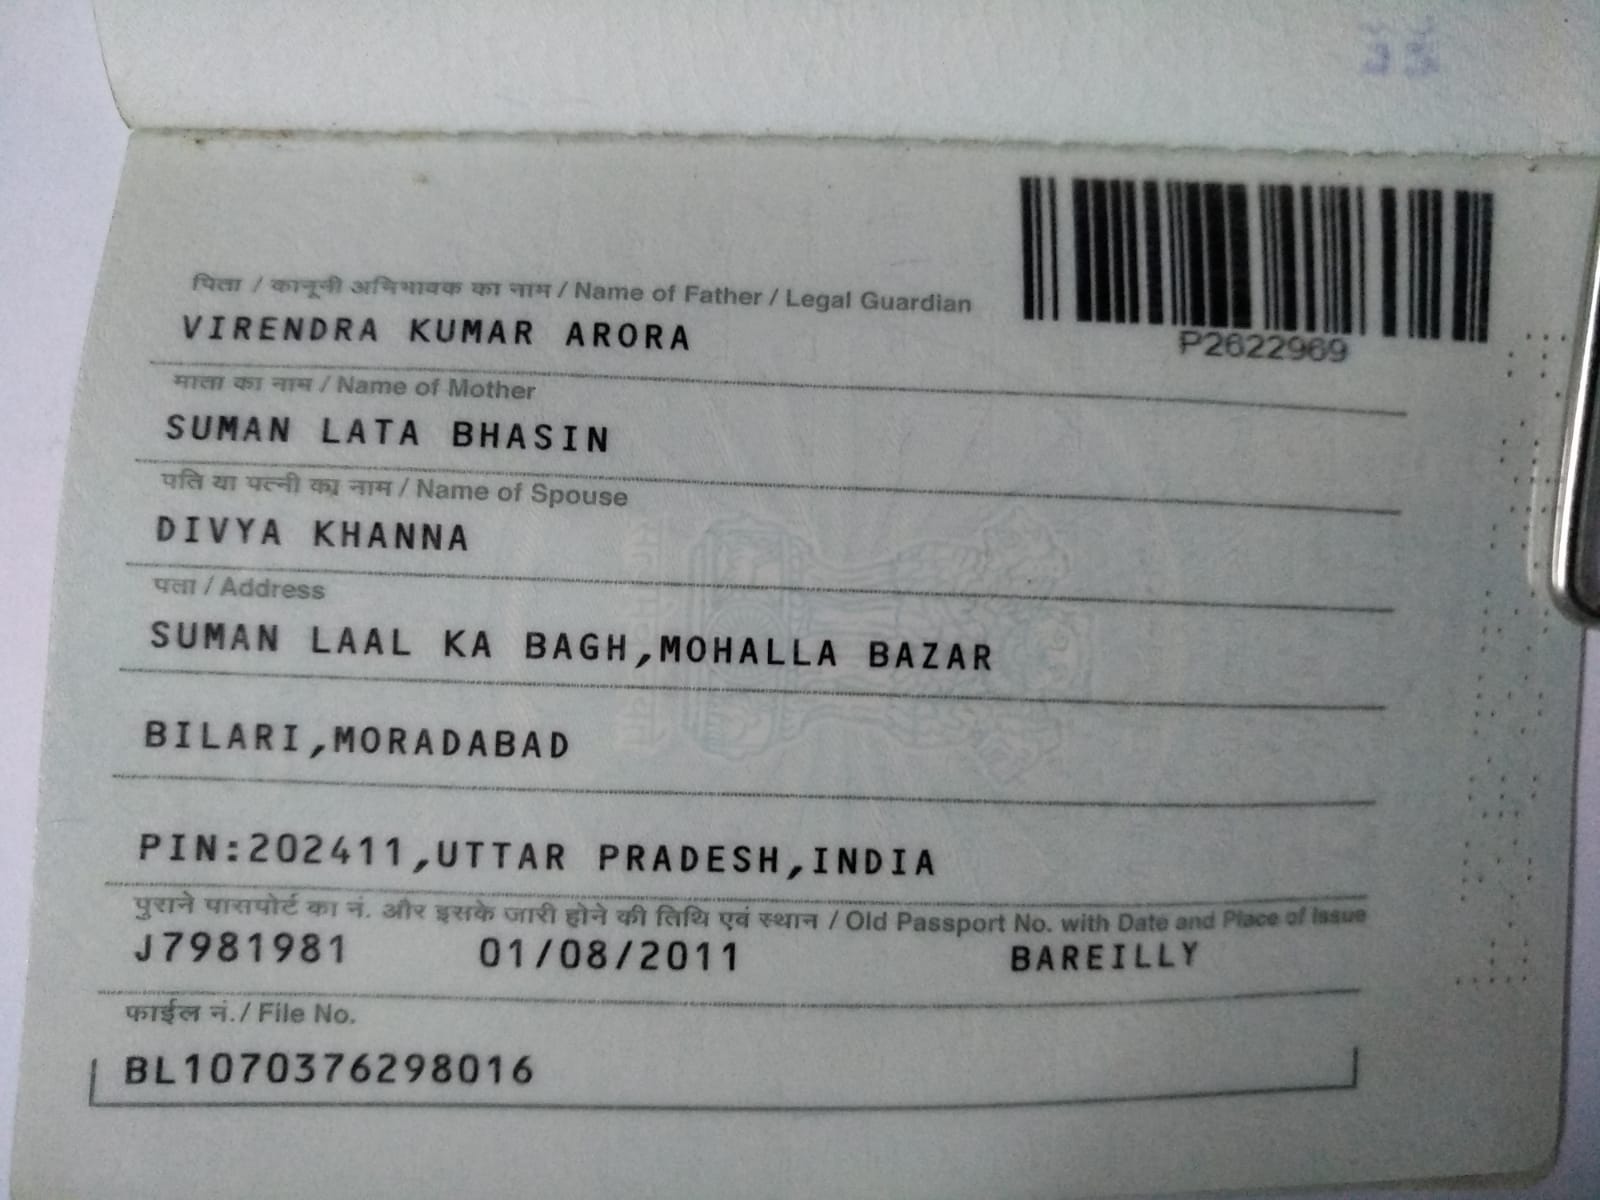 पिता / कानूनी अभिभावक का नाम / Name of Father / Legal Guardian
VIRENDRA KUMAR ARORA
P2622969
माता का नाम / Name of Mother
SUMAN LATA BHASIN
पति या पत्नी का नाम / Name of Spouse
DIVYA KHANNA
पता / Address
SUMAN LAAL KA BAGH,MOHALLA BAZAR
BILARI,MORADABAD
PIN:202411,UTTAR PRADESH,INDIA
पुराने पासपोर्ट का नं. और इसके जारी होने की तिथि एवं स्थान / Old Passport No. with Date and Place of Issue
J7981981 01/08/2011 BAREILLY
फाईल नं./ File No.
BL1070376298016